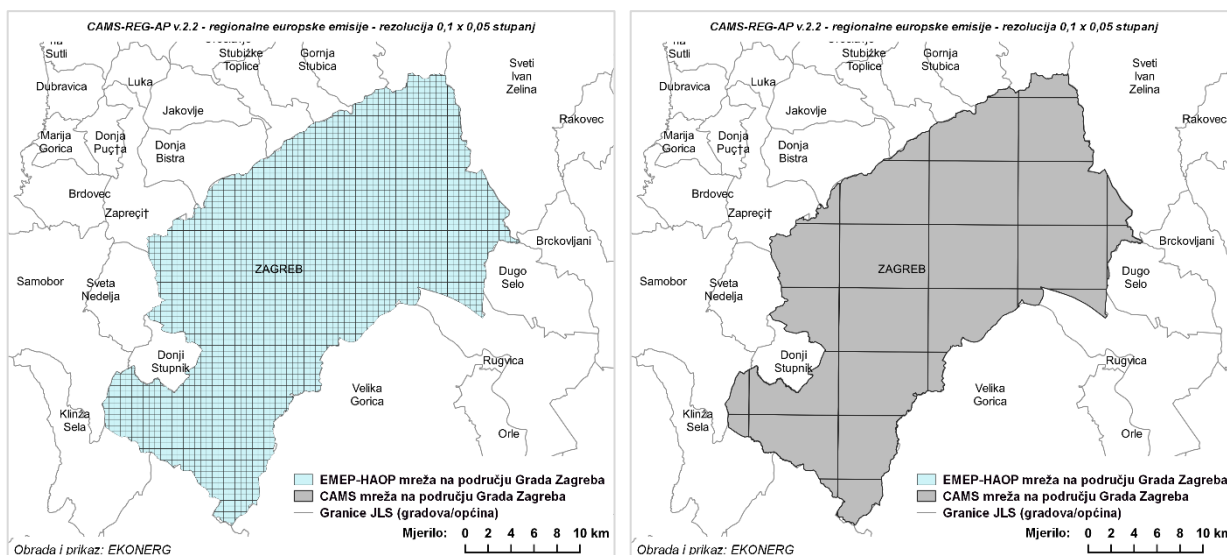 CAMS-REG-AP v.2.2 - regionalne europske emisije - rezolucija 0,1 x 0,05 stupanj
Sutli
Stubičke
Toplice
Gornja
Stubica
Sveti
Ivan
Zelina
Dubravica
Luka
Jakovlje
Rakovec
Marija
Gorica
Donja
Puç†a
Donja
Bistra
Brdovec
Zapreçi†
Brckovljani
ZAGREB
Samobor
Sveta
Nedelja
Dugo
Selo
Donji
Stupnik
Rugvica
Velika
Gorica
Klinža
Sela
Orle
EMEP-HAOP mreža na području Grada Zagreba
CAMS mreža na području Grada Zagreba
Granice JLS (gradova/općina)
Mjerilo: 0 2 4 6 8 10 km
Obrada i prikaz: EKONERG
CAMS-REG-AP v.2.2 - regionalne europske emisije - rezolucija 0,1 x 0,05 stupanj
Sutli
Stubičke
Toplice
Gornja
Stubica
Sveti
Ivan
Zelina
Dubravica
Luka
Jakovlje
Rakovec
Marija
Gorica
Donja
Puç†a
Donja
Bistra
Brdovec
Zapreçi†
Brckovljani
ZAGREB
Samobor
Sveta
Nedelja
Dugo
Selo
Donji
Stupnik
Rugvica
Velika
Gorica
Klinža
Sela
Orle
EMEP-HAOP mreža na području Grada Zagreba
CAMS mreža na području Grada Zagreba
Granice JLS (gradova/općina)
Mjerilo: 0 2 4 6 8 10 km
Obrada i prikaz: EKONERG